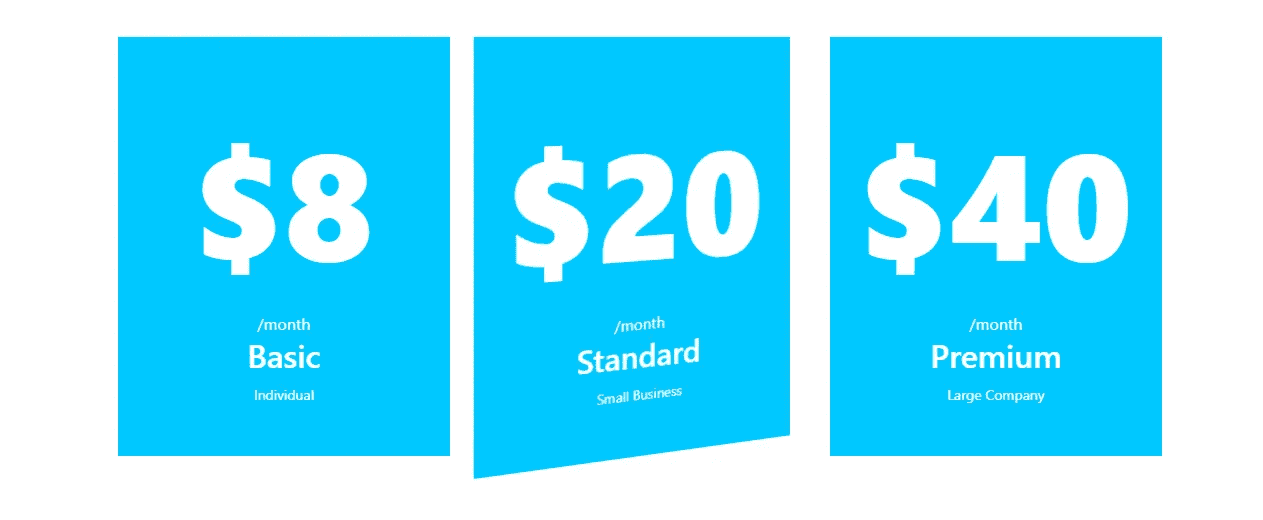 $8
/month
Basic
Individual
$20
/month
Standard
Small Business
$40
/month
Premium
Large Company